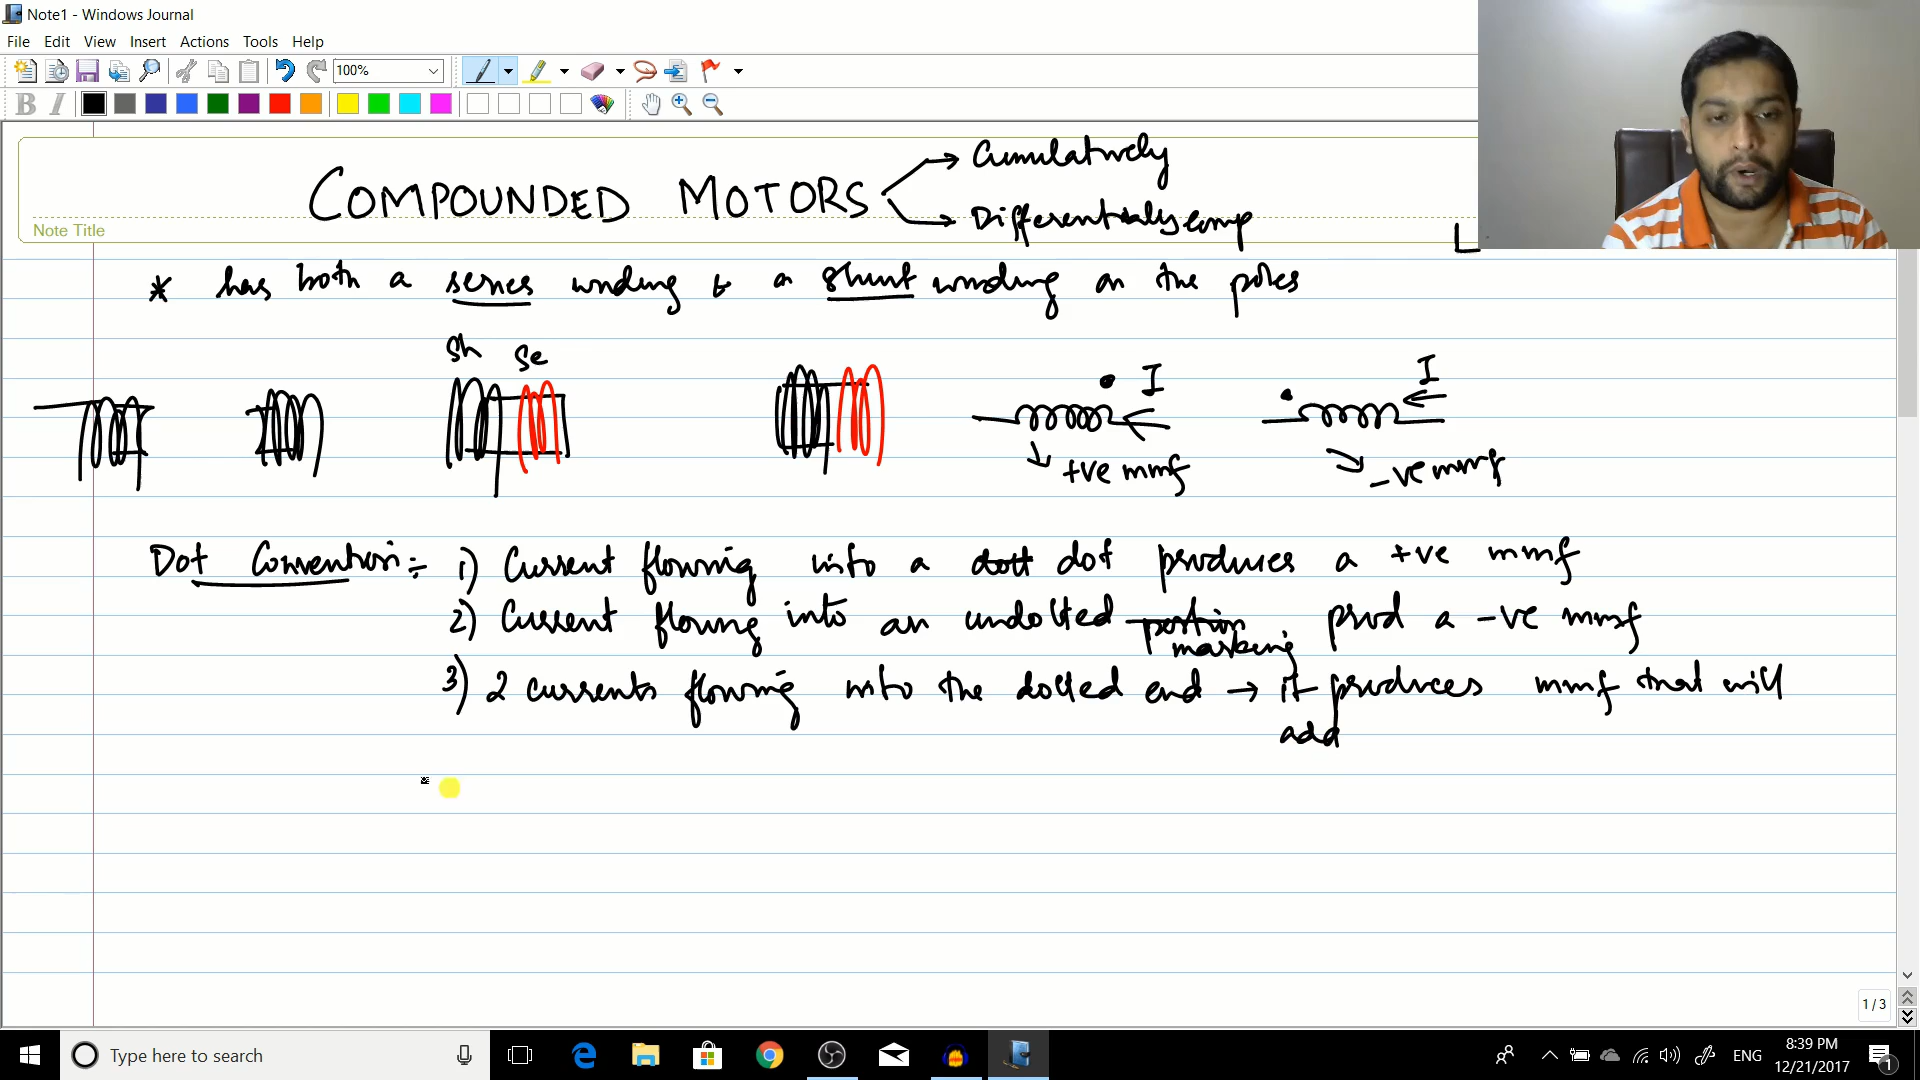 Note1 - Windows Journal
File Edit View Insert Actions Tools Help
100%
B I
Cumulatively
COMPOUNDED MOTORS
Differentially comp
Note Title
* has both a series winding & a shunt winding on the poles
Sh Se
I I
+ve mmf -ve mmf
Dot Convention:- 1) Current flowing into a dott dot produces a +ve mmf
2) Current flowing into an undotted portion prod a -ve mmf
marking
3) 2 currents flowing into the dotted end → it produces mmf that will
add
1 / 3
Type here to search
ENG
8:39 PM
12/21/2017
1